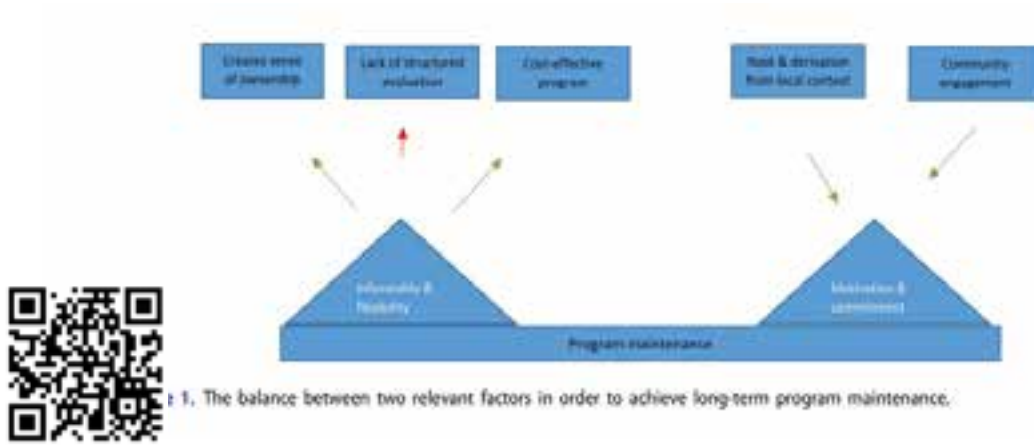 Creates sense
of ownership
Lack of structured
evaluation
Cost-effective
program
Root & derivation
from local context
Community
engagement
Informality &
flexibility
Motivation &
commitment
Program maintenance
e 1. The balance between two relevant factors in order to achieve long-term program maintenance.